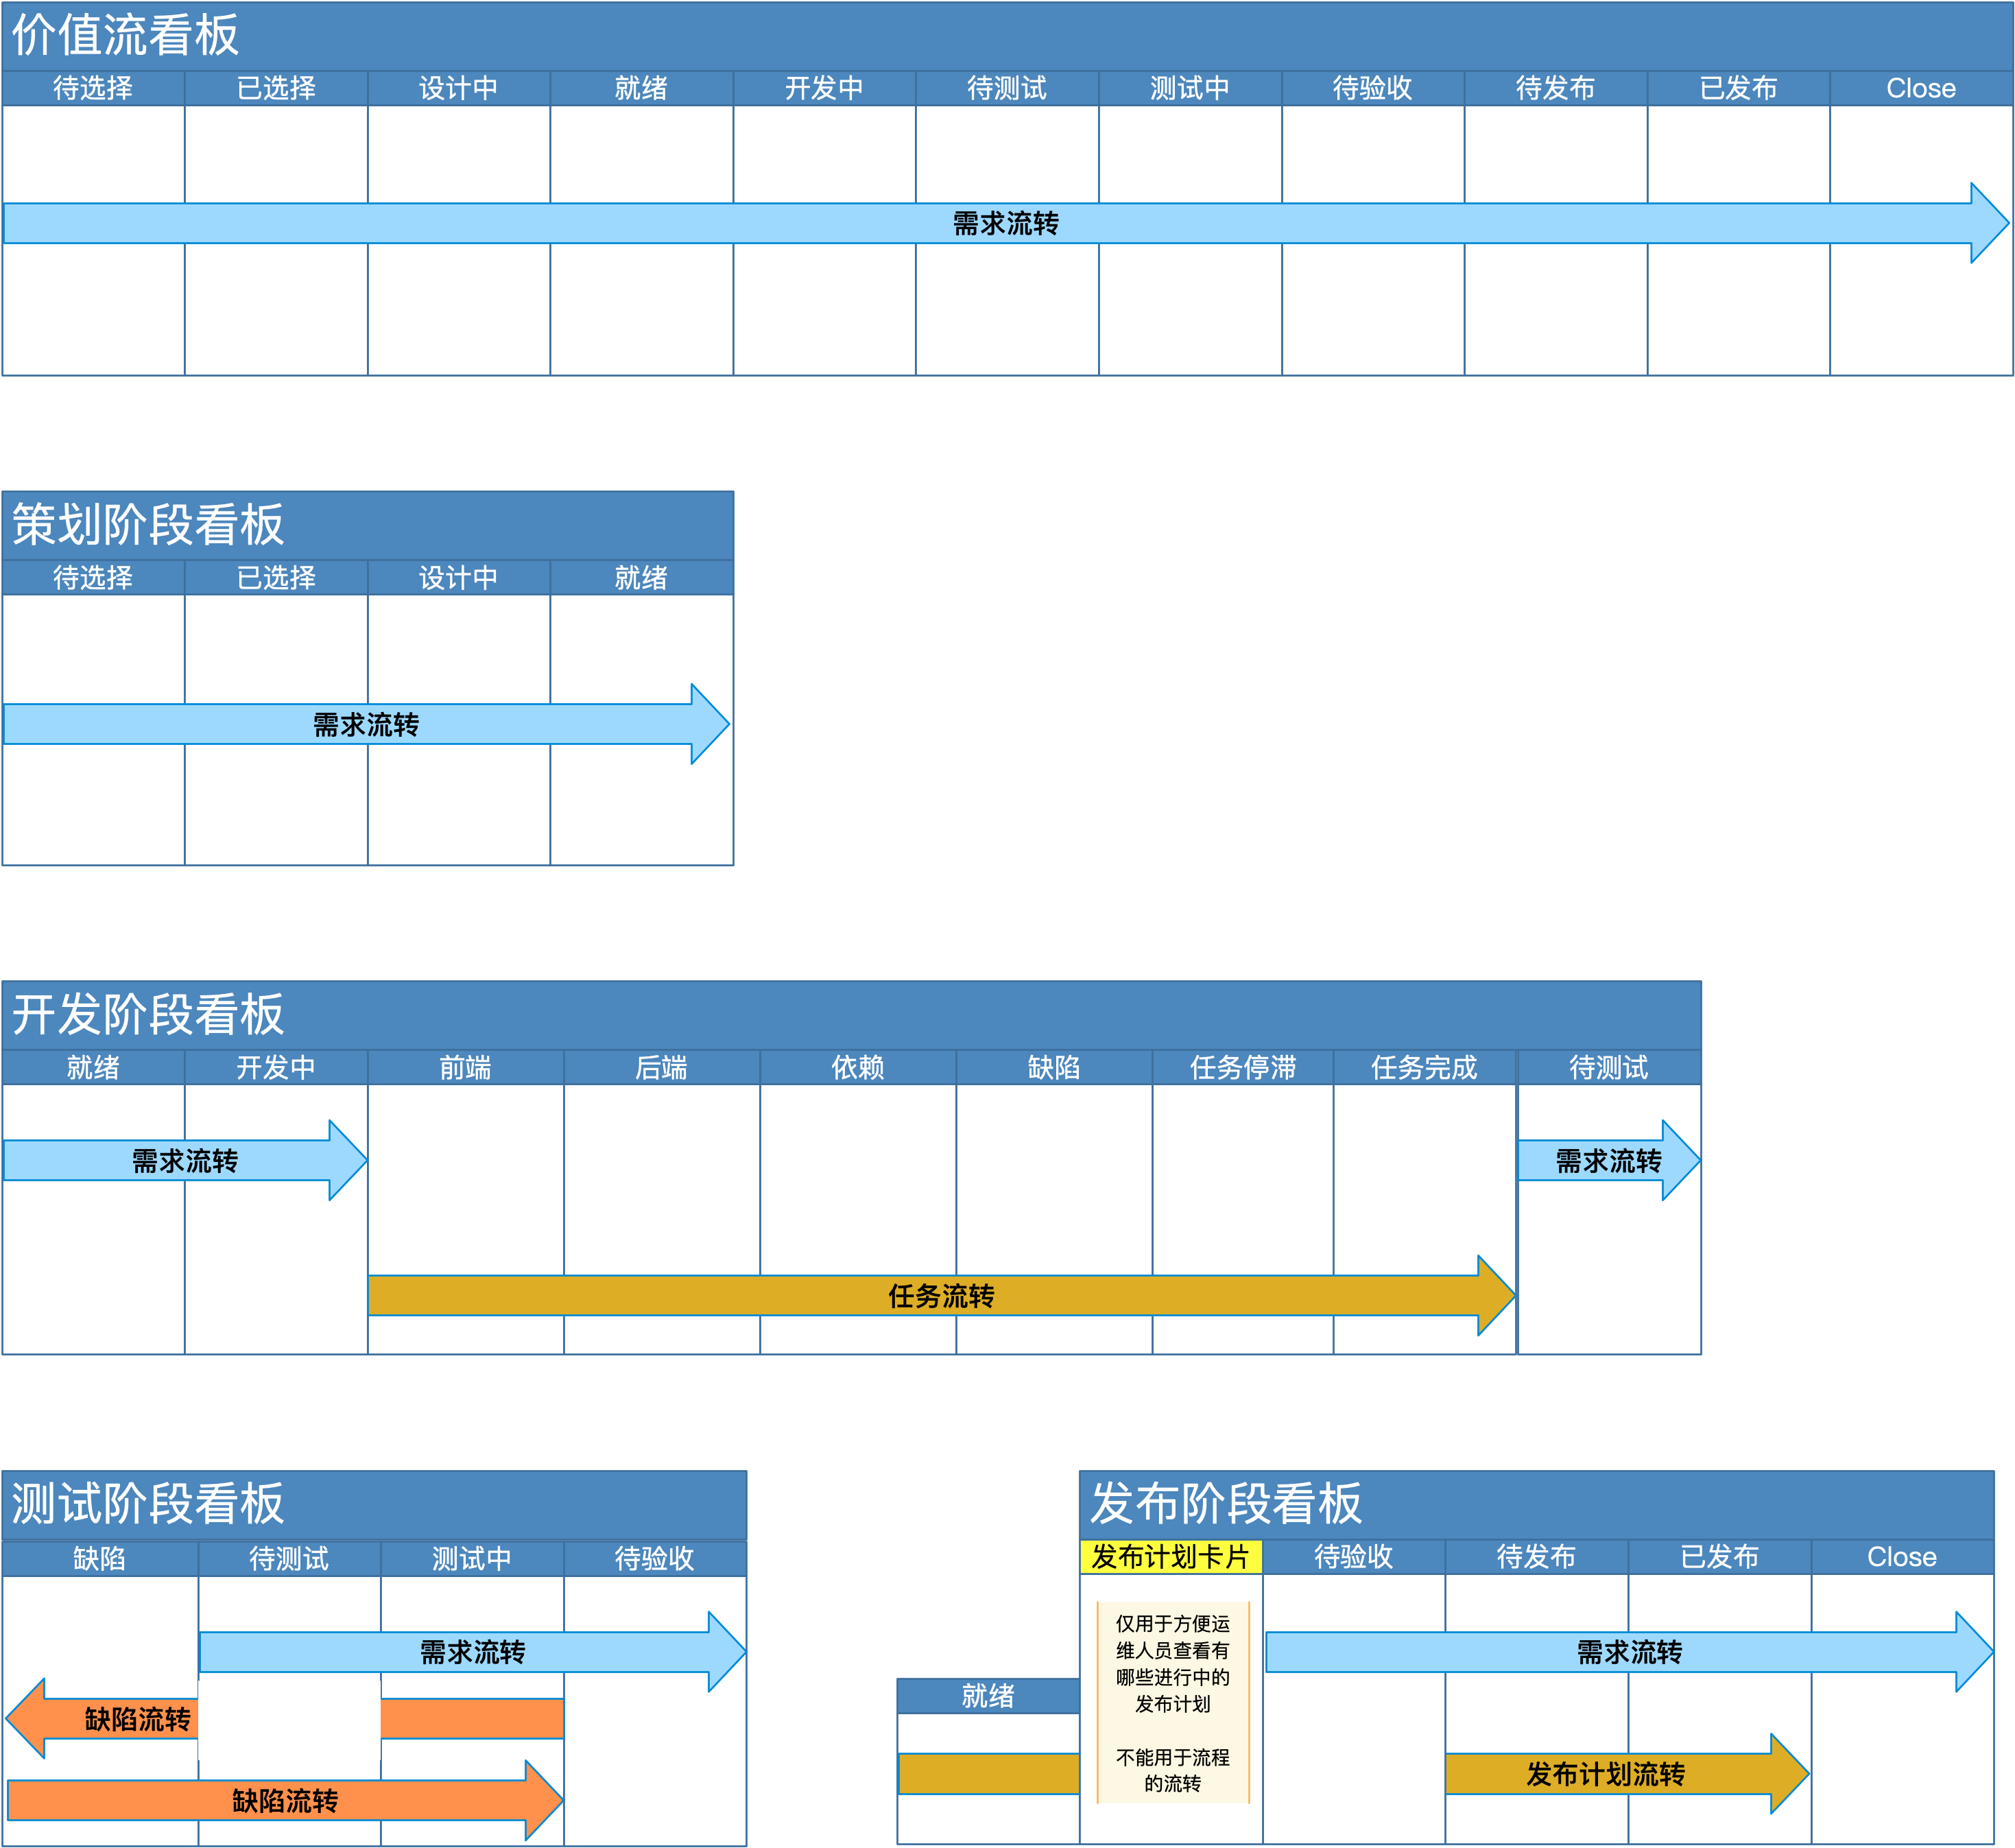 价值流看板
待选择 已选择 设计中 就绪 开发中 待测试 测试中 待验收 待发布 已发布 Close
需求流转
策划阶段看板
待选择 已选择 设计中 就绪
需求流转
开发阶段看板
就绪 开发中 前端 后端 依赖 缺陷 任务停滞 任务完成 待测试
需求流转 需求流转
任务流转
测试阶段看板
缺陷 待测试 测试中 待验收
需求流转
缺陷流转
缺陷流转
发布阶段看板
发布计划卡片 待验收 待发布 已发布 Close
仅用于方便运
维人员查看有
哪些进行中的
发布计划
不能用于流程
的流转
需求流转
就绪
发布计划流转